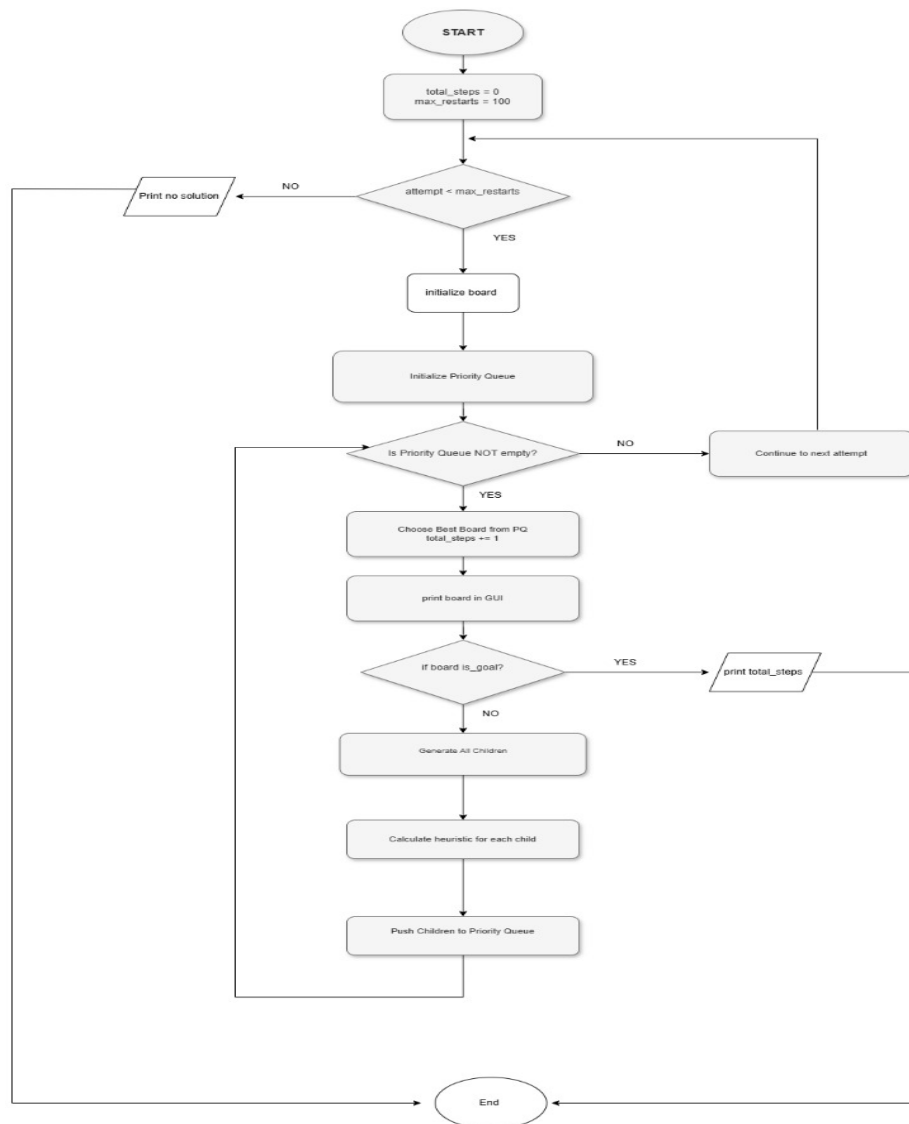 START
total_steps = 0
max_restarts = 100
attempt < max_restarts
NO
Print no solution
YES
initialize board
Initialize Priority Queue
Is Priority Queue NOT empty?
NO
Continue to next attempt
YES
Choose Best Board from PQ
total_steps += 1
print board in GUI
if board is_goal?
YES
print total_steps
NO
Generate All Children
Calculate heuristic for each child
Push Children to Priority Queue
End